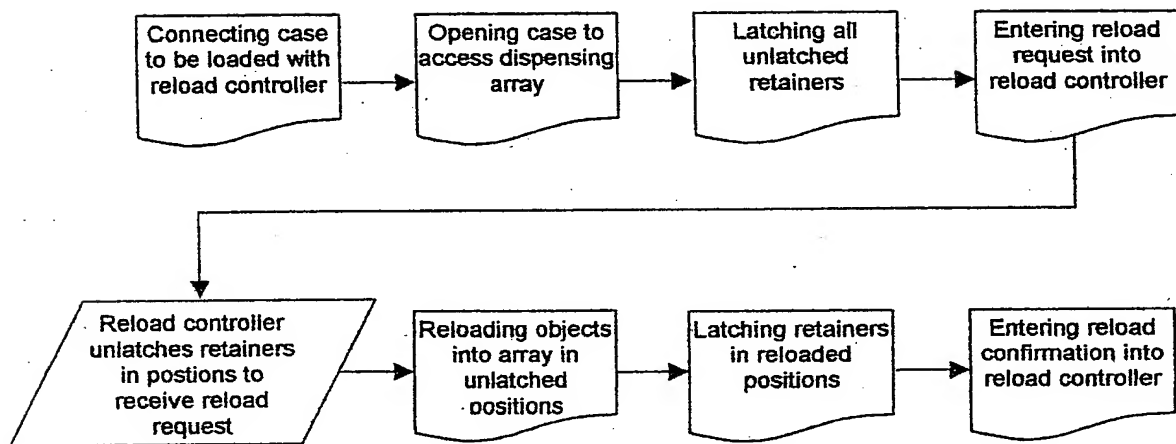 Connecting case
to be loaded with
reload controller
Opening case to
access dispensing
array
Latching all
unlatched
retainers
Entering reload
request into
reload controller
Reload controller
unlatches retainers
in postions to
receive reload
request
Reloading objects
into array in
unlatched
positions
Latching retainers
in reloaded
positions
Entering reload
confirmation into
reload controller